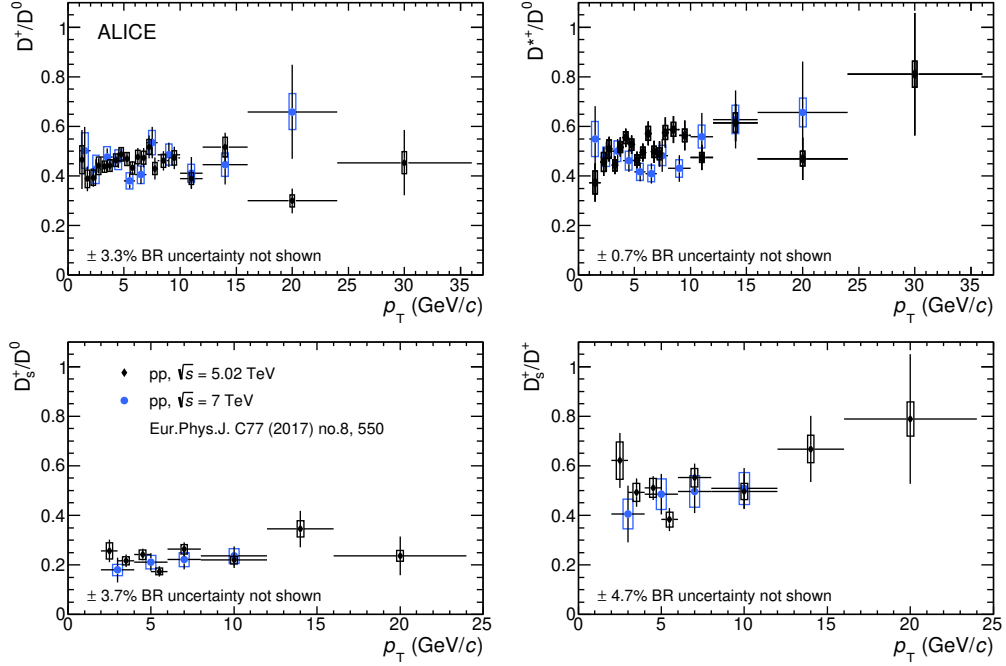 D⁺/D⁰
ALICE
1
0.8
0.6
0.4
0.2
0
± 3.3% BR uncertainty not shown
0 5 10 15 20 25 30 35
p_T (GeV/c)
D*⁺/D⁰
1
0.8
0.6
0.4
0.2
0
± 0.7% BR uncertainty not shown
0 5 10 15 20 25 30 35
p_T (GeV/c)
D_s⁺/D⁰
1
0.8
0.6
0.4
0.2
0
pp, √s = 5.02 TeV
pp, √s = 7 TeV
Eur.Phys.J. C77 (2017) no.8, 550
± 3.7% BR uncertainty not shown
0 5 10 15 20 25
p_T (GeV/c)
D_s⁺/D⁺
1
0.8
0.6
0.4
0.2
0
± 4.7% BR uncertainty not shown
0 5 10 15 20 25
p_T (GeV/c)